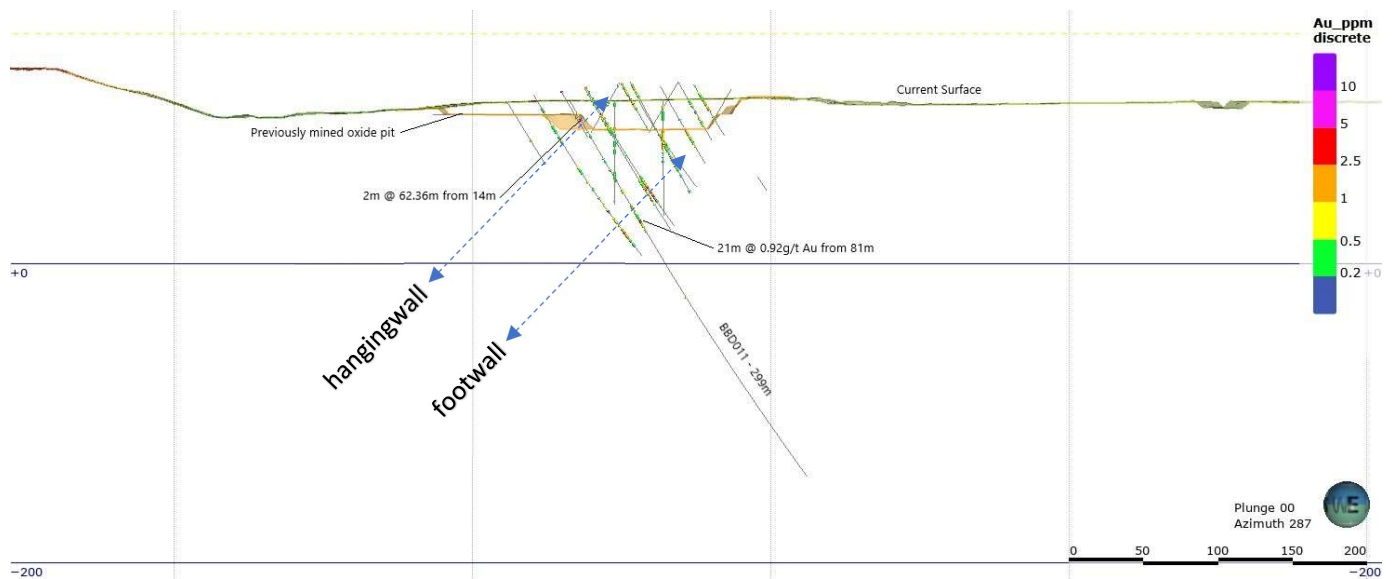 Au_ppm
discrete
10
5
2.5
1
0.5
0.2
Current Surface
Previously mined oxide pit
2m @ 62.36m from 14m
21m @ 0.92g/t Au from 81m
+0
+0
hangingwall
footwall
BBD011 - 299m
Plunge 00
Azimuth 287
WE
0 50 100 150 200
-200
-200